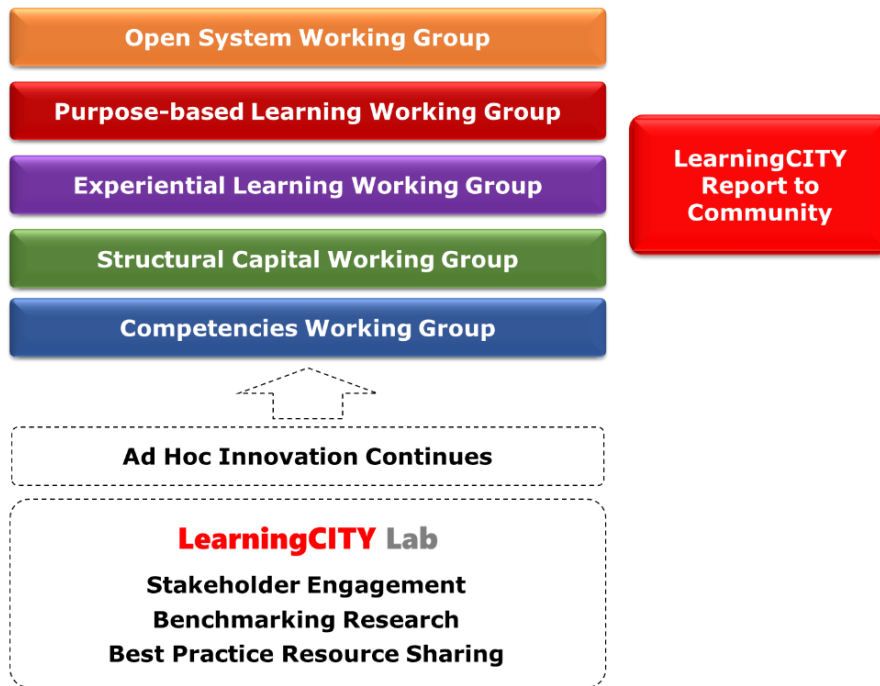 Open System Working Group
Purpose-based Learning Working Group
Experiential Learning Working Group
Structural Capital Working Group
Competencies Working Group
LearningCITY
Report to
Community
Ad Hoc Innovation Continues
LearningCITY Lab
Stakeholder Engagement
Benchmarking Research
Best Practice Resource Sharing